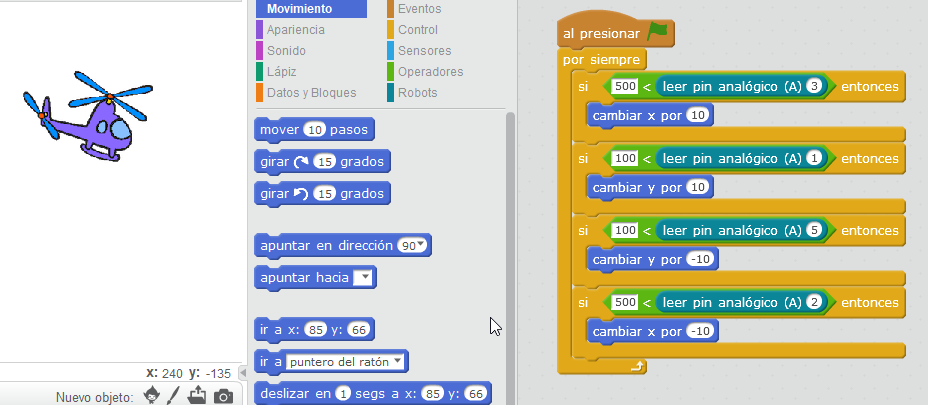 Movimiento
Eventos
Apariencia
Control
Sonido
Sensores
Lápiz
Operadores
Datos y Bloques
Robots
mover 10 pasos
girar 15 grados
girar 15 grados
apuntar en dirección 90
apuntar hacia
ir a x: 85 y: 66
ir a puntero del ratón
deslizar en 1 segs a x: 85 y: 66
x: 240 y: -135
Nuevo objeto:
al presionar
por siempre
si 500 < leer pin analógico (A) 3 entonces
cambiar x por 10
si 100 < leer pin analógico (A) 1 entonces
cambiar y por 10
si 100 < leer pin analógico (A) 5 entonces
cambiar y por -10
si 500 < leer pin analógico (A) 2 entonces
cambiar x por -10